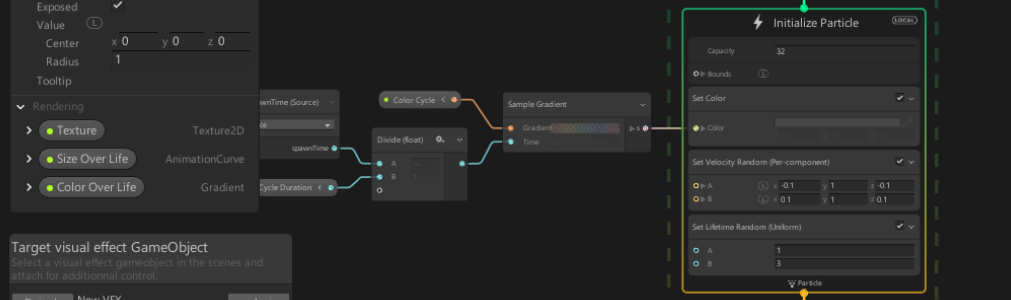 Exposed
Value L
Center x 0 y 0 z 0
Radius 1
Tooltip
Rendering
Texture Texture2D
Size Over Life AnimationCurve
Color Over Life Gradient
Target visual effect GameObject
Select a visual effect gameobject in the scenes and
attach for additionnal control.
New VFX
(Source)
spawnTime
Cycle Duration
Color Cycle
Divide (float)
A
B
Sample Gradient
Gradient
Time
s
Initialize Particle LOCAL
Capacity 32
Bounds L
Set Color
Color
Set Velocity Random (Per-component)
A L x -0.1 y 1 z -0.1
B L x 0.1 y 1 z 0.1
Set Lifetime Random (Uniform)
A 1
B 3
Particle